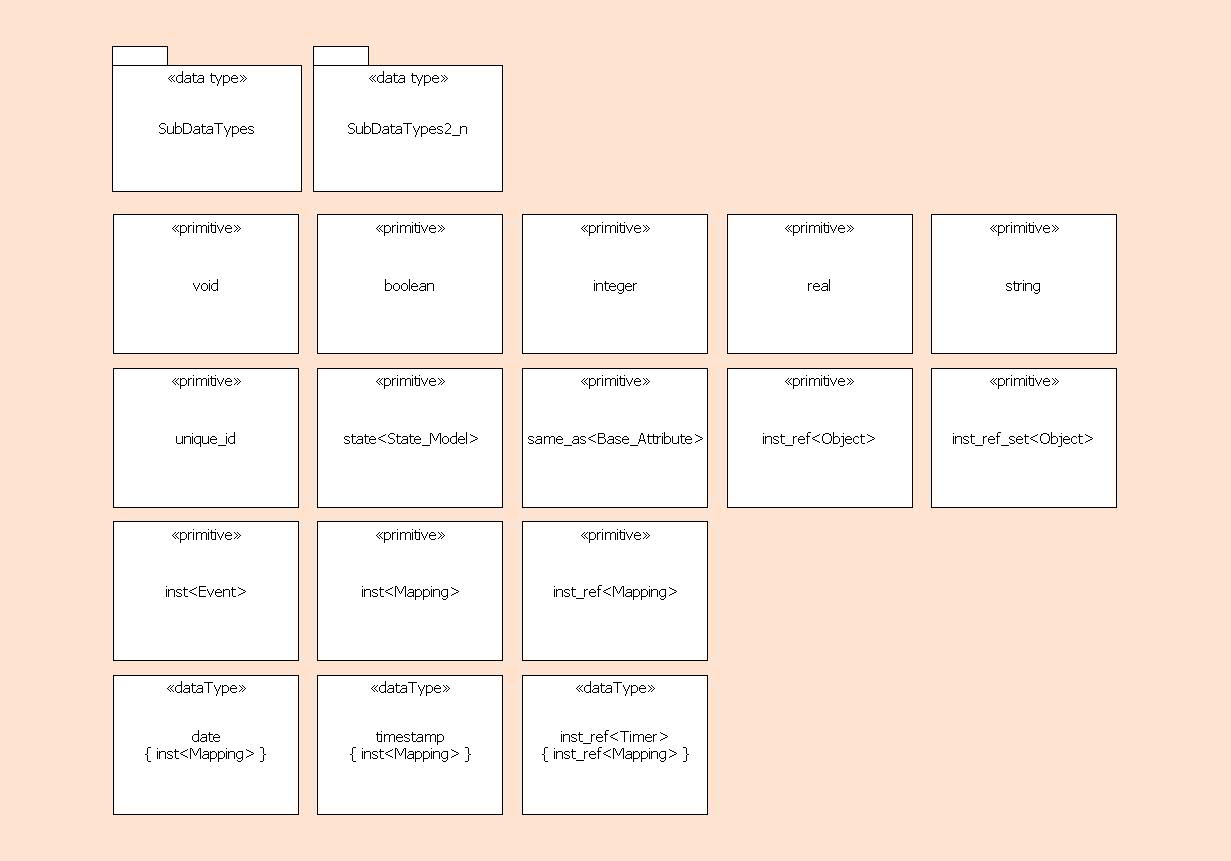 «data type»
SubDataTypes
«data type»
SubDataTypes2_n
«primitive»
void
«primitive»
boolean
«primitive»
integer
«primitive»
real
«primitive»
string
«primitive»
unique_id
«primitive»
state<State_Model>
«primitive»
same_as<Base_Attribute>
«primitive»
inst_ref<Object>
«primitive»
inst_ref_set<Object>
«primitive»
inst<Event>
«primitive»
inst<Mapping>
«primitive»
inst_ref<Mapping>
«dataType»
date
{ inst<Mapping> }
«dataType»
timestamp
{ inst<Mapping> }
«dataType»
inst_ref<Timer>
{ inst_ref<Mapping> }